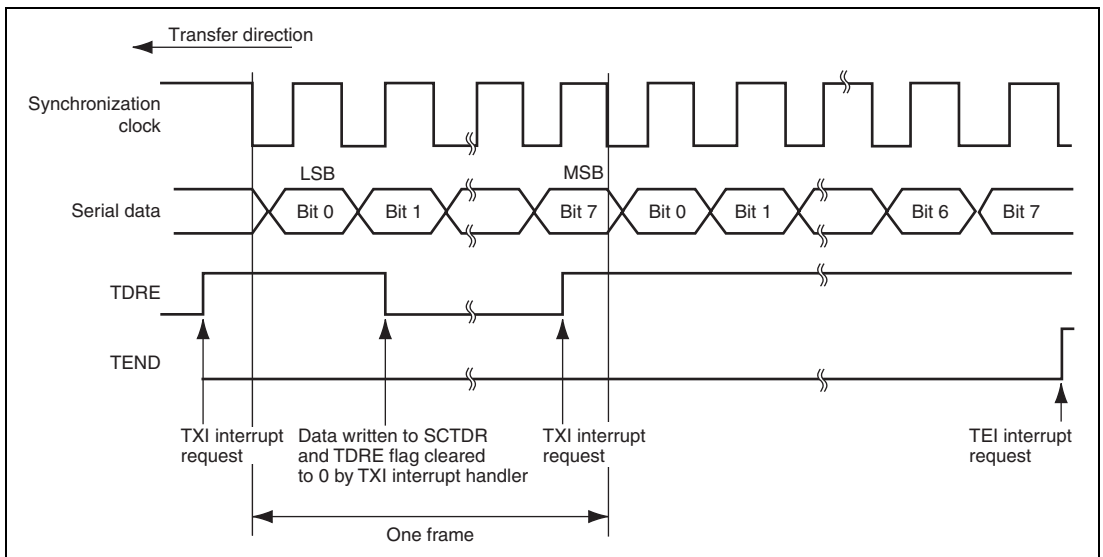 Transfer direction
Synchronization
clock
LSB
MSB
Serial data
Bit 0
Bit 1
Bit 7
Bit 0
Bit 1
Bit 6
Bit 7
TDRE
TEND
TXI interrupt
request
Data written to SCTDR
and TDRE flag cleared
to 0 by TXI interrupt handler
TXI interrupt
request
TEI interrupt
request
One frame